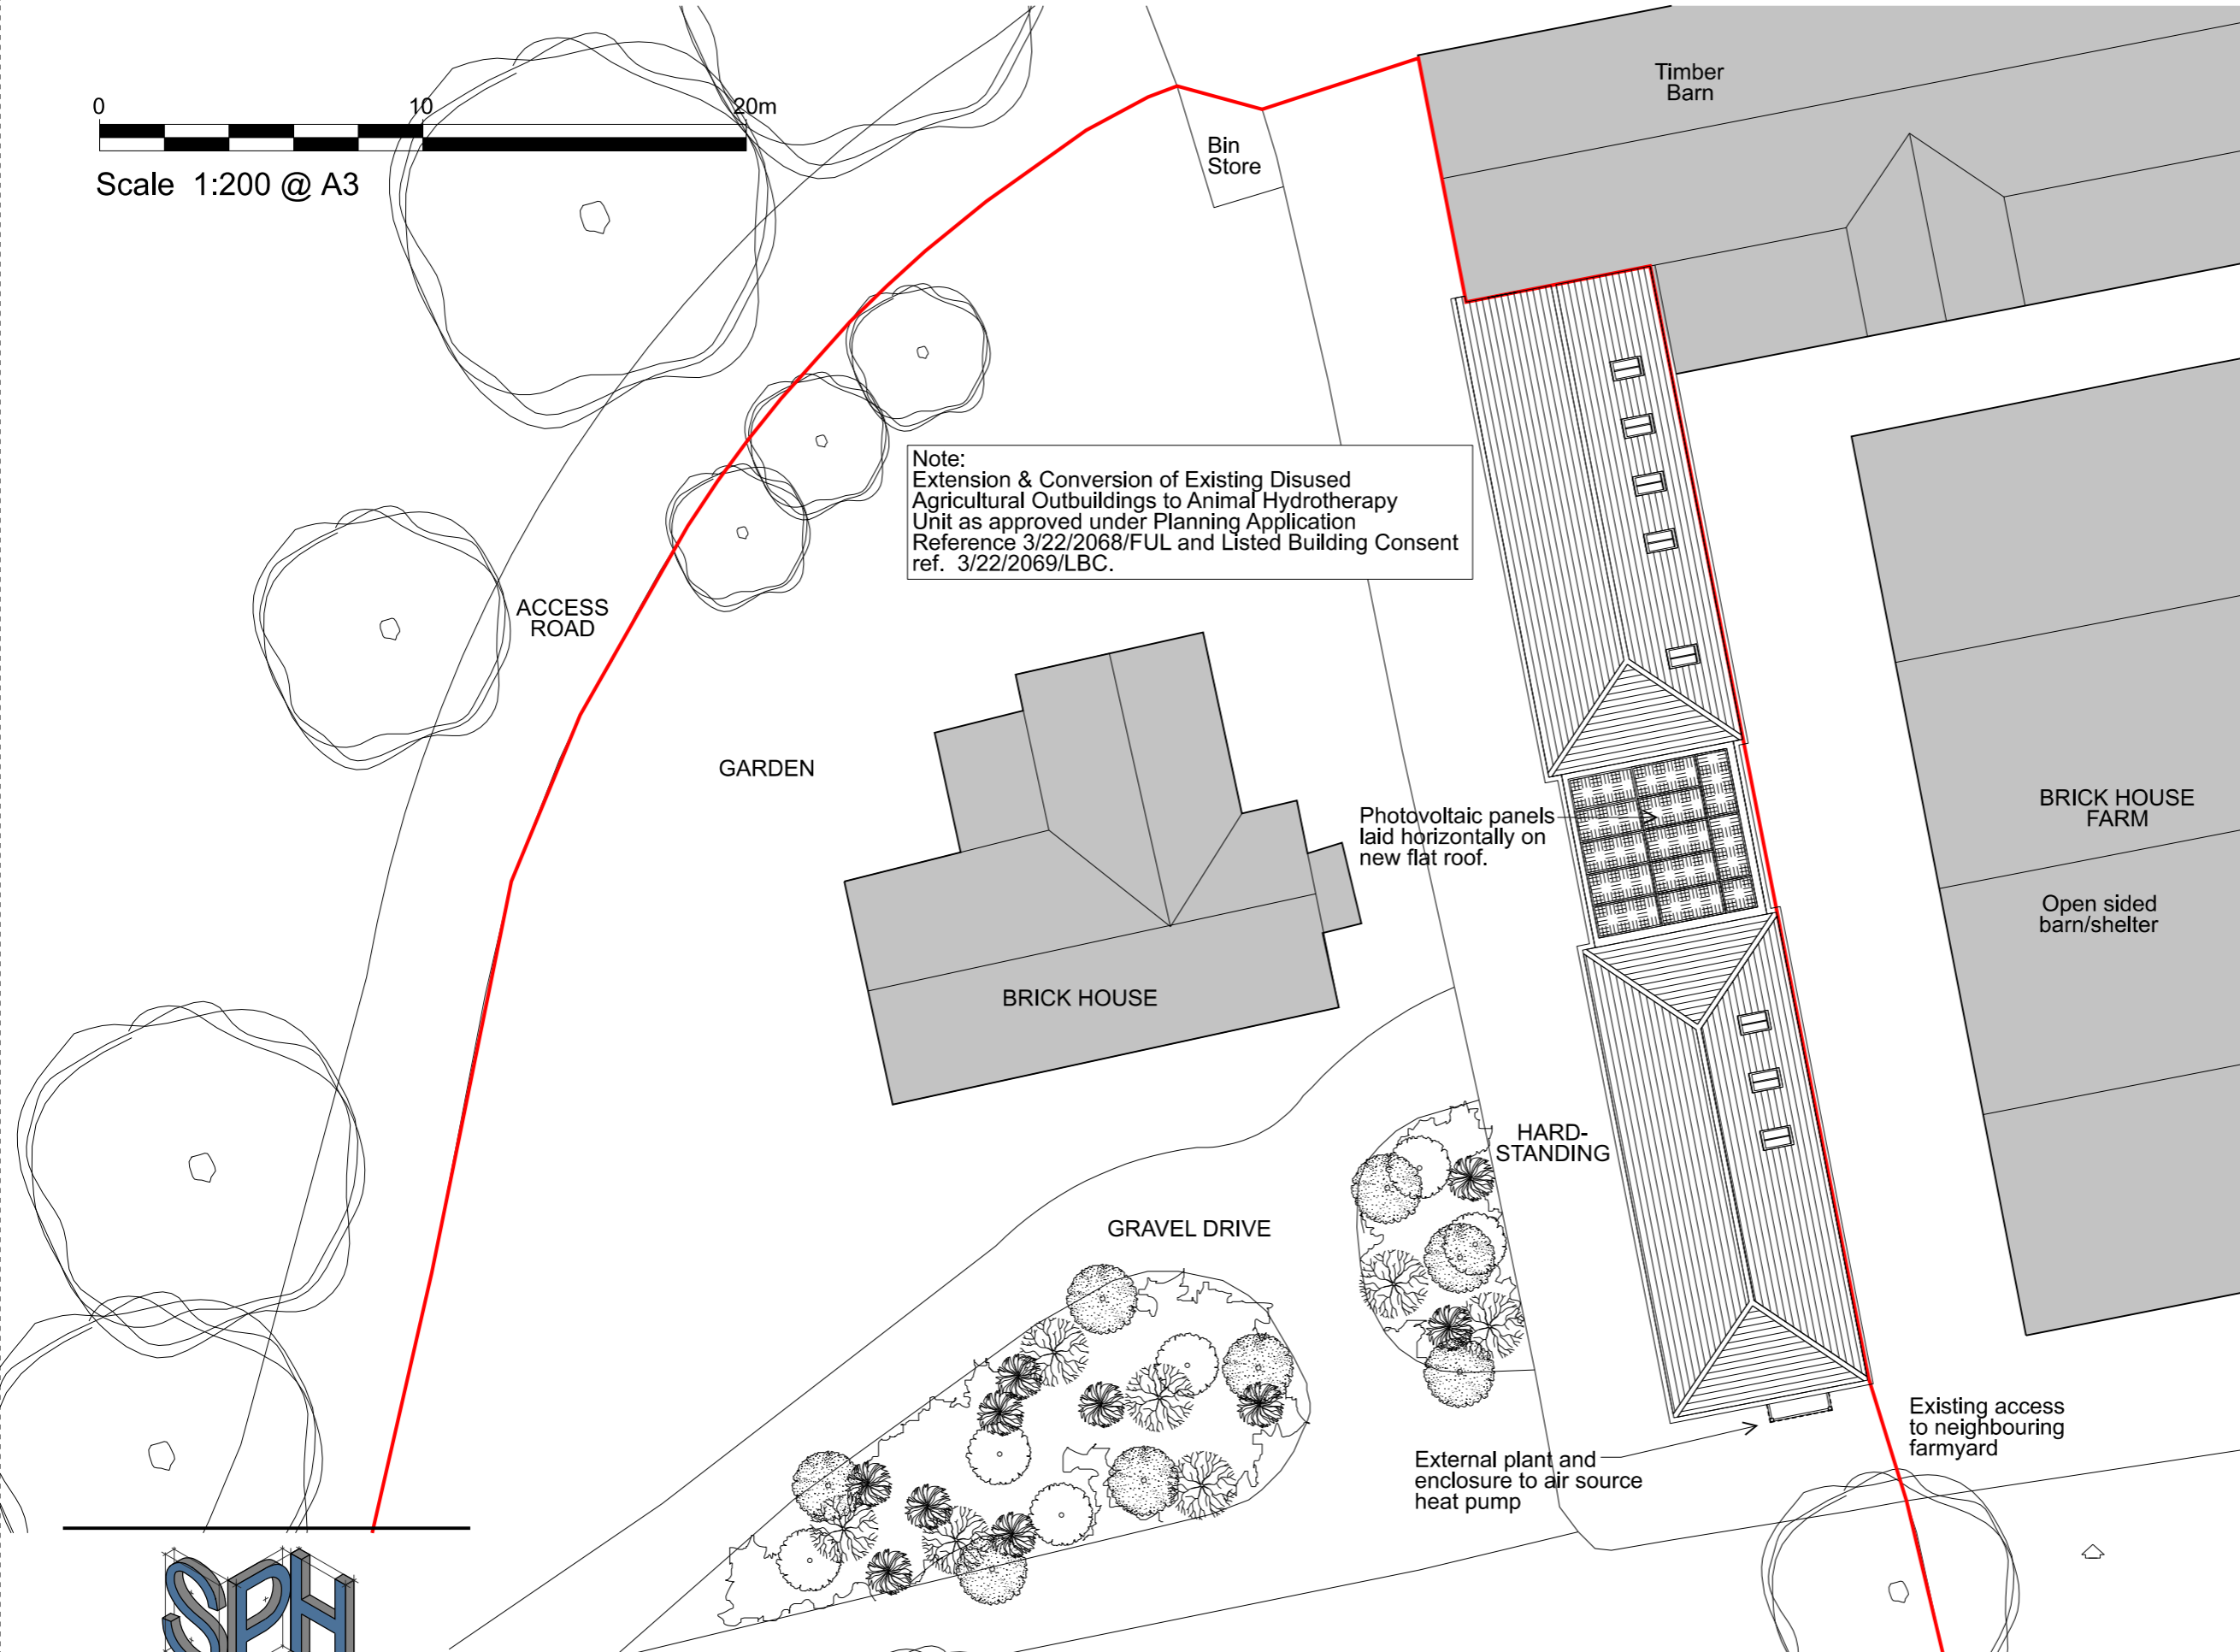 0 10 20m
Scale 1:200 @ A3
Timber
Barn
Bin
Store
Note:
Extension & Conversion of Existing Disused
Agricultural Outbuildings to Animal Hydrotherapy
Unit as approved under Planning Application
Reference 3/22/2068/FUL and Listed Building Consent
ref. 3/22/2069/LBC.
ACCESS
ROAD
GARDEN
Photovoltaic panels
laid horizontally on
new flat roof.
BRICK HOUSE
FARM
Open sided
barn/shelter
BRICK HOUSE
HARD-
STANDING
GRAVEL DRIVE
Existing access
to neighbouring
farmyard
External plant and
enclosure to air source
heat pump
SPH